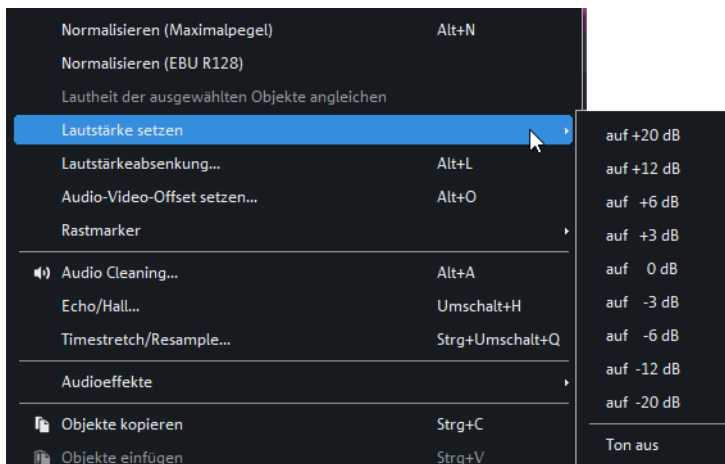 Normalisieren (Maximalpegel) Alt+N
Normalisieren (EBU R128)
Lautheit der ausgewählten Objekte angleichen
Lautstärke setzen
Lautstärkeabsenkung... Alt+L
Audio-Video-Offset setzen... Alt+O
Rastmarker
Audio Cleaning... Alt+A
Echo/Hall... Umschalt+H
Timestretch/Resample... Strg+Umschalt+Q
Audioeffekte
Objekte kopieren Strg+C
Objekte einfügen Strg+V
auf +20 dB
auf +12 dB
auf +6 dB
auf +3 dB
auf 0 dB
auf -3 dB
auf -6 dB
auf -12 dB
auf -20 dB
Ton aus